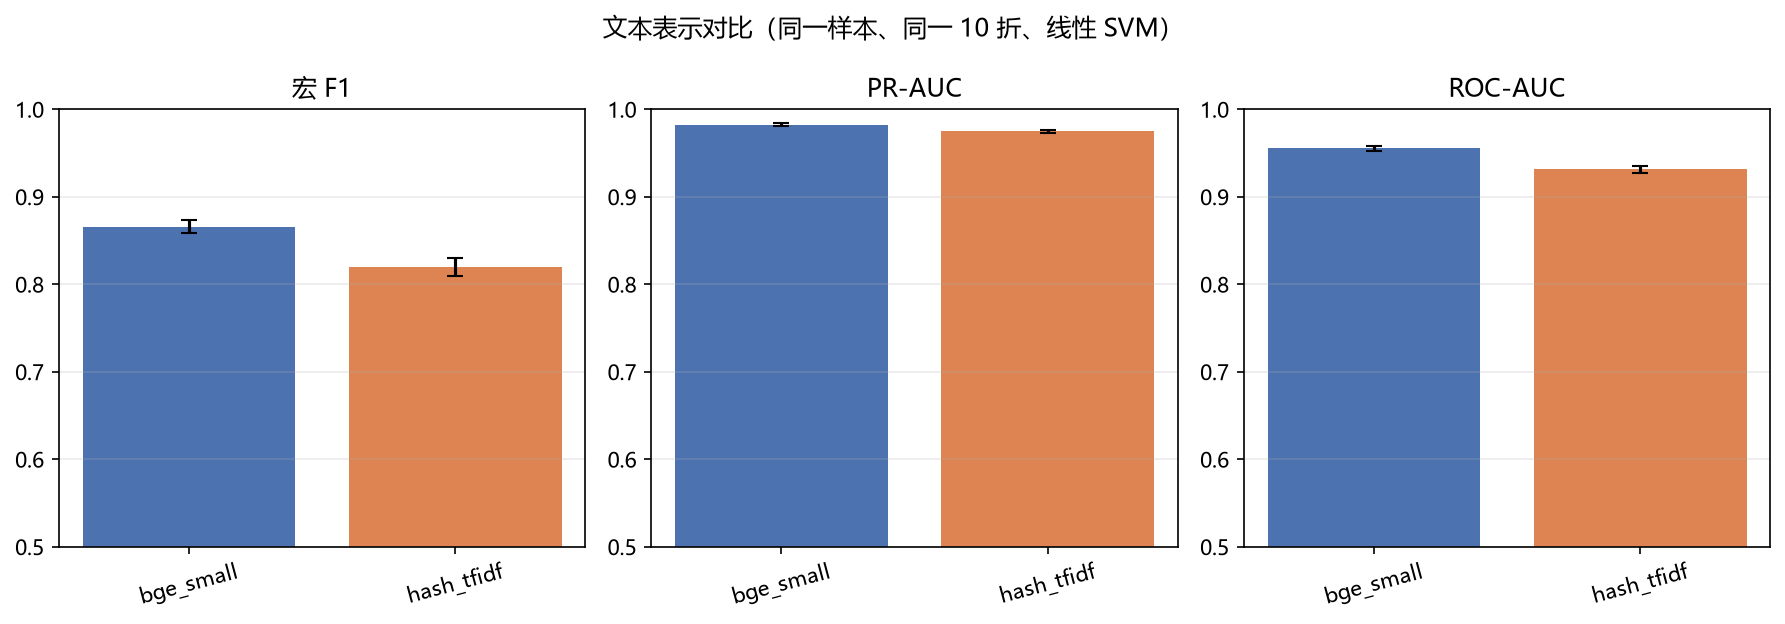 文本表示对比（同一样本、同一 10 折、线性 SVM）
宏 F1
1.0
0.9
0.8
0.7
0.6
0.5
bge_small
hash_tfidf
PR-AUC
1.0
0.9
0.8
0.7
0.6
0.5
bge_small
hash_tfidf
ROC-AUC
1.0
0.9
0.8
0.7
0.6
0.5
bge_small
hash_tfidf